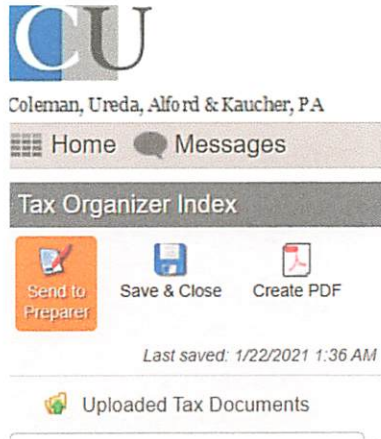 CU
Coleman, Ureda, Alford & Kaucher, PA
Home Messages
Tax Organizer Index
Send to Preparer Save & Close Create PDF
Last saved: 1/22/2021 1:36 AM
Uploaded Tax Documents